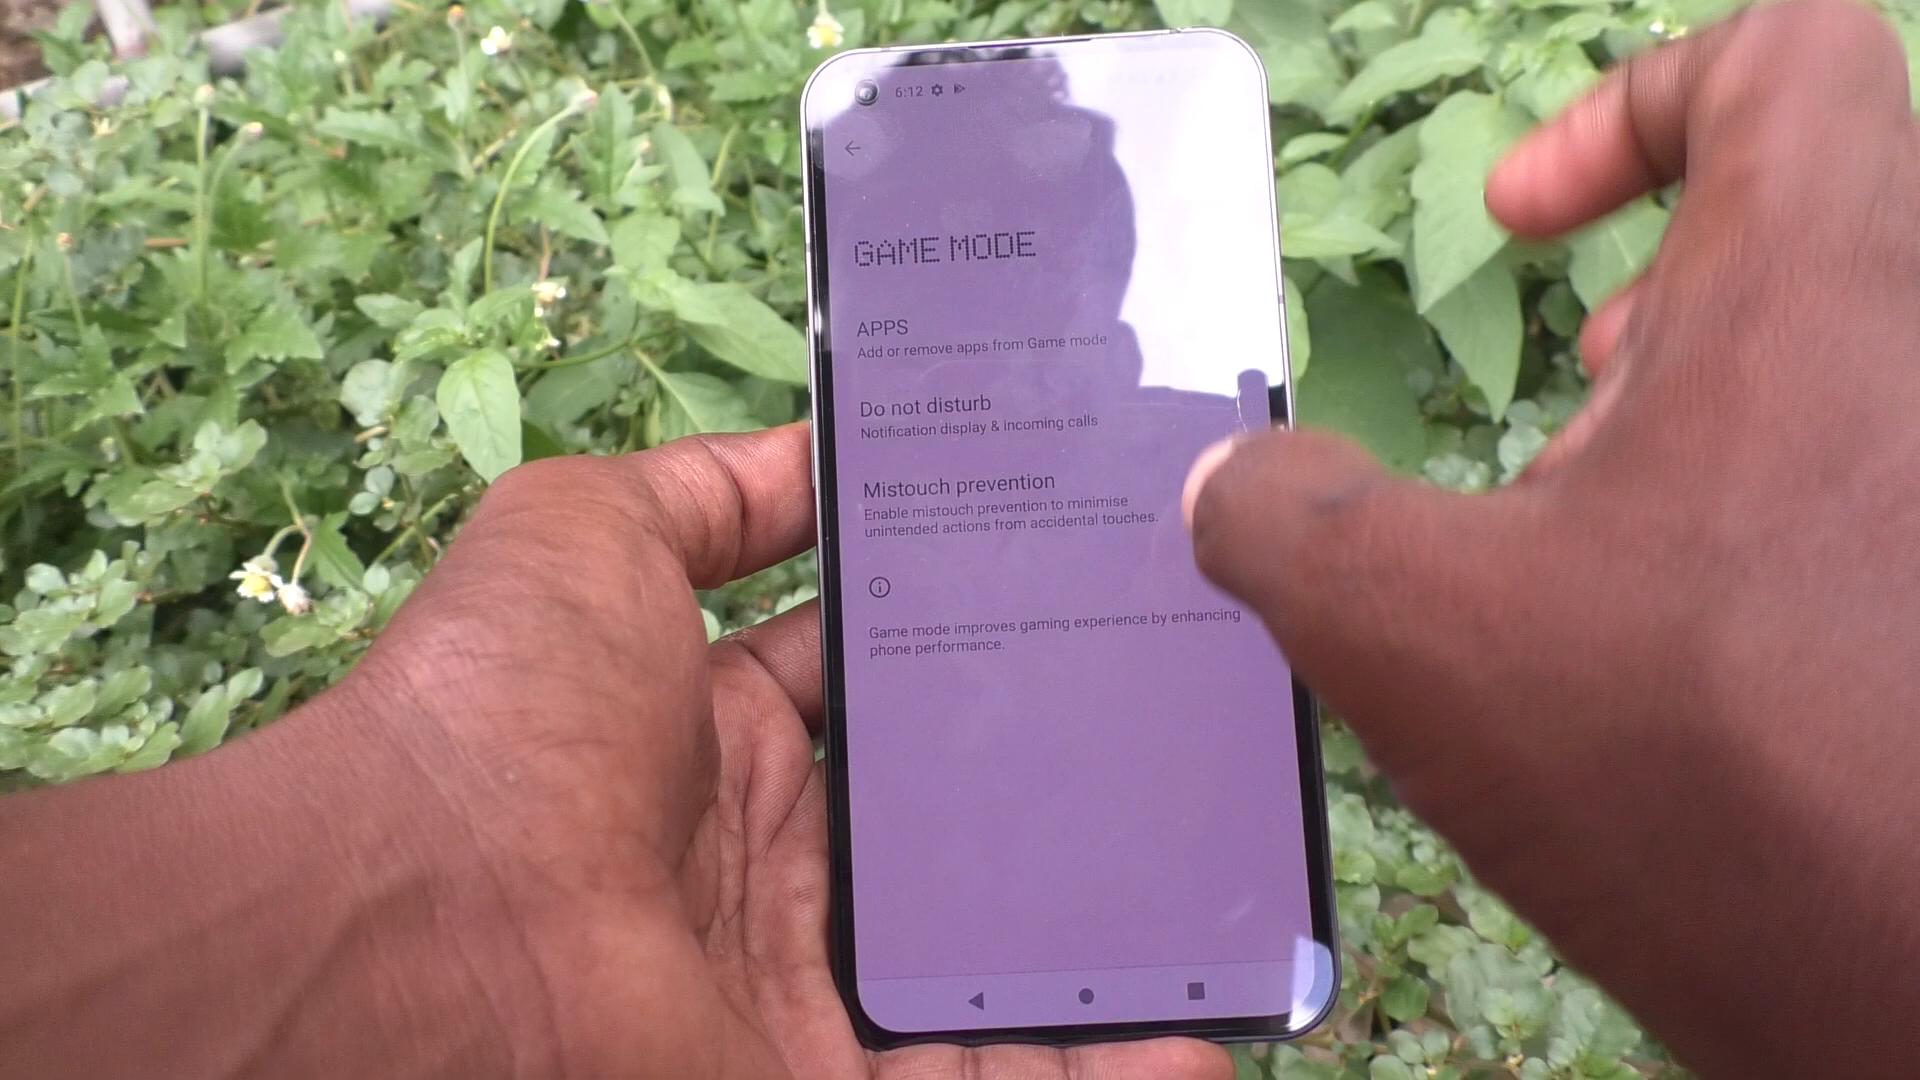 6:12
GAME MODE
APPS
Add or remove apps from Game mode
Do not disturb
Notification display & incoming calls
Mistouch prevention
Enable mistouch prevention to minimise
unintended actions from accidental touches.
Game mode improves gaming experience by enhancing
phone performance.